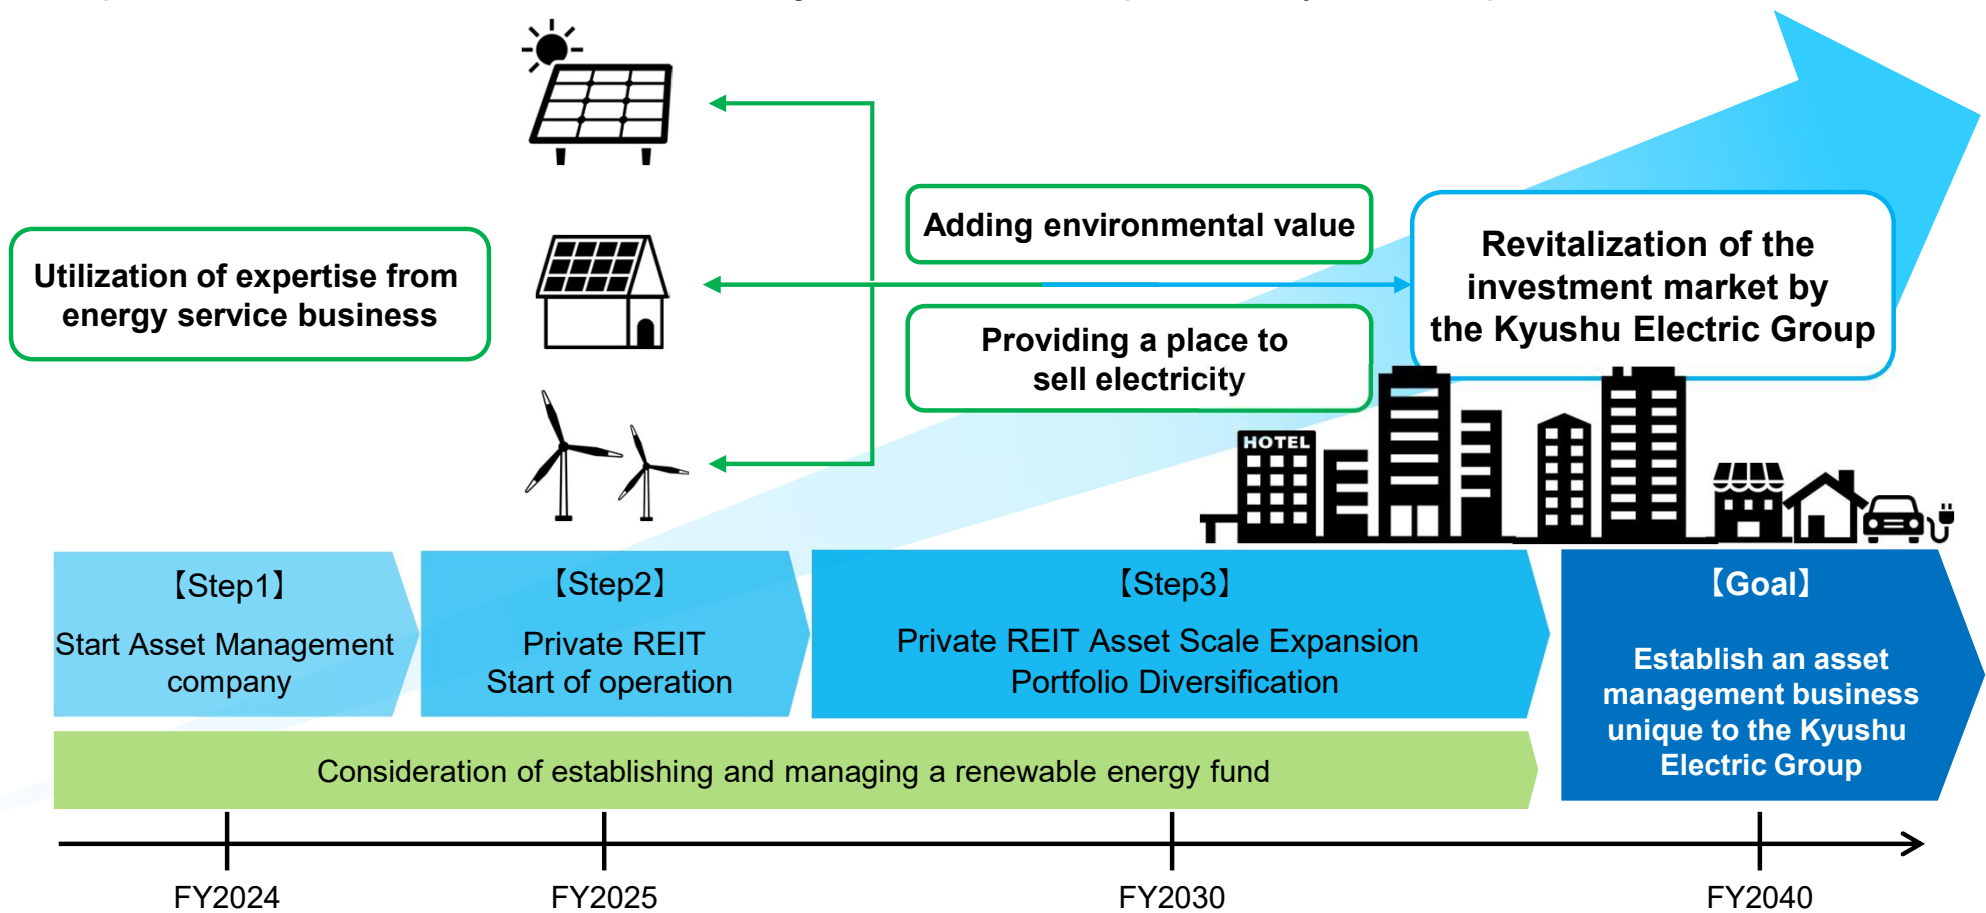 Utilization of expertise from
energy service business
Adding environmental value
Providing a place to
sell electricity
Revitalization of the
investment market by
the Kyushu Electric Group
HOTEL
【Step1】
Start Asset Management
company
【Step2】
Private REIT
Start of operation
【Step3】
Private REIT Asset Scale Expansion
Portfolio Diversification
【Goal】
Establish an asset
management business
unique to the Kyushu
Electric Group
Consideration of establishing and managing a renewable energy fund
FY2024
FY2025
FY2030
FY2040